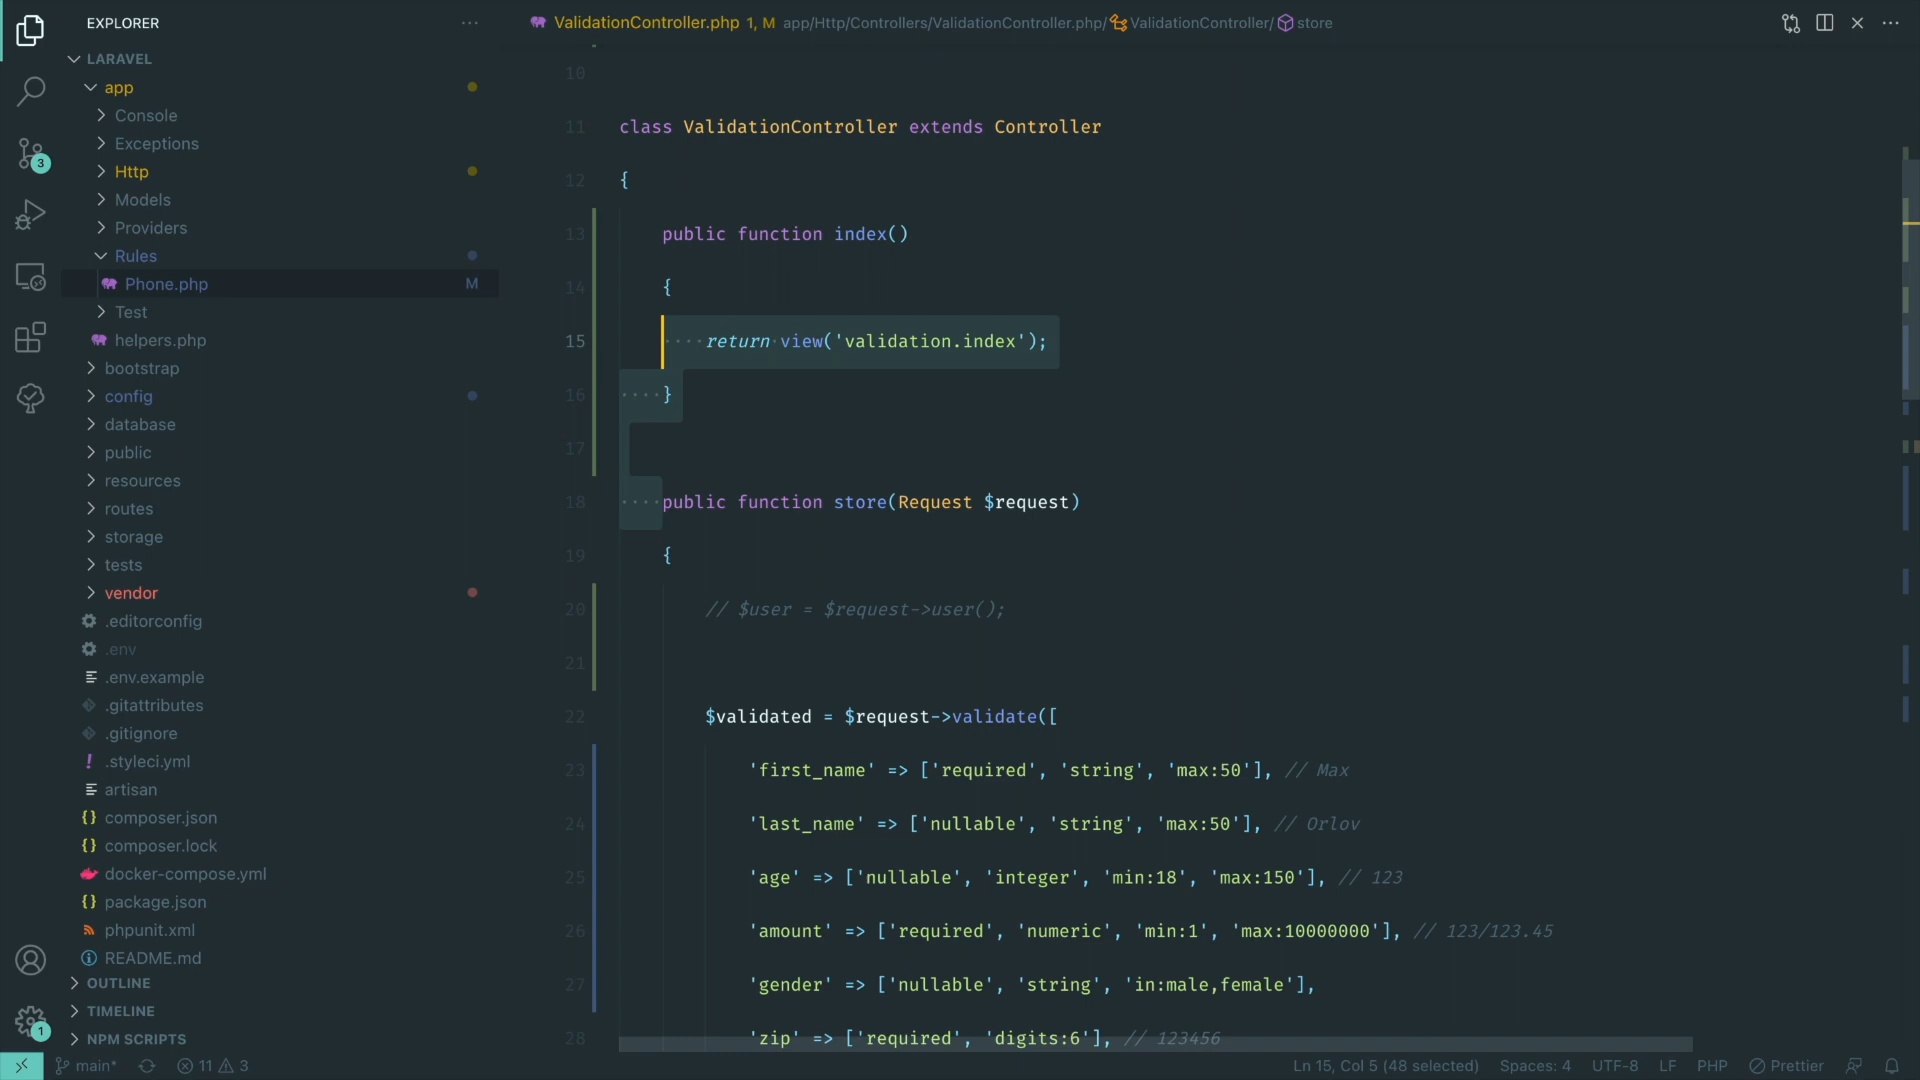 EXPLORER
LARAVEL
app
Console
Exceptions
Http
Models
Providers
Rules
Phone.php M
Test
helpers.php
bootstrap
config
database
public
resources
routes
storage
tests
vendor
.editorconfig
.env
.env.example
.gitattributes
.gitignore
.styleci.yml
artisan
composer.json
composer.lock
docker-compose.yml
package.json
phpunit.xml
README.md
OUTLINE
TIMELINE
NPM SCRIPTS
3
1
ValidationController.php 1, M app/Http/Controllers/ValidationController.php/ ValidationController/ store
10
11 class ValidationController extends Controller
12 {
13 public function index()
14 {
15 ····return·view('validation.index');
16 ····}
17
18 ····public function store(Request $request)
19 {
20 // $user = $request->user();
21
22 $validated = $request->validate([
23 'first_name' => ['required', 'string', 'max:50'], // Max
24 'last_name' => ['nullable', 'string', 'max:50'], // Orlov
25 'age' => ['nullable', 'integer', 'min:18', 'max:150'], // 123
26 'amount' => ['required', 'numeric', 'min:1', 'max:10000000'], // 123/123.45
27 'gender' => ['nullable', 'string', 'in:male,female'],
28 'zip' => ['required', 'digits:6'], // 123456
main* 11 3 Ln 15, Col 5 (48 selected) Spaces: 4 UTF-8 LF PHP Prettier